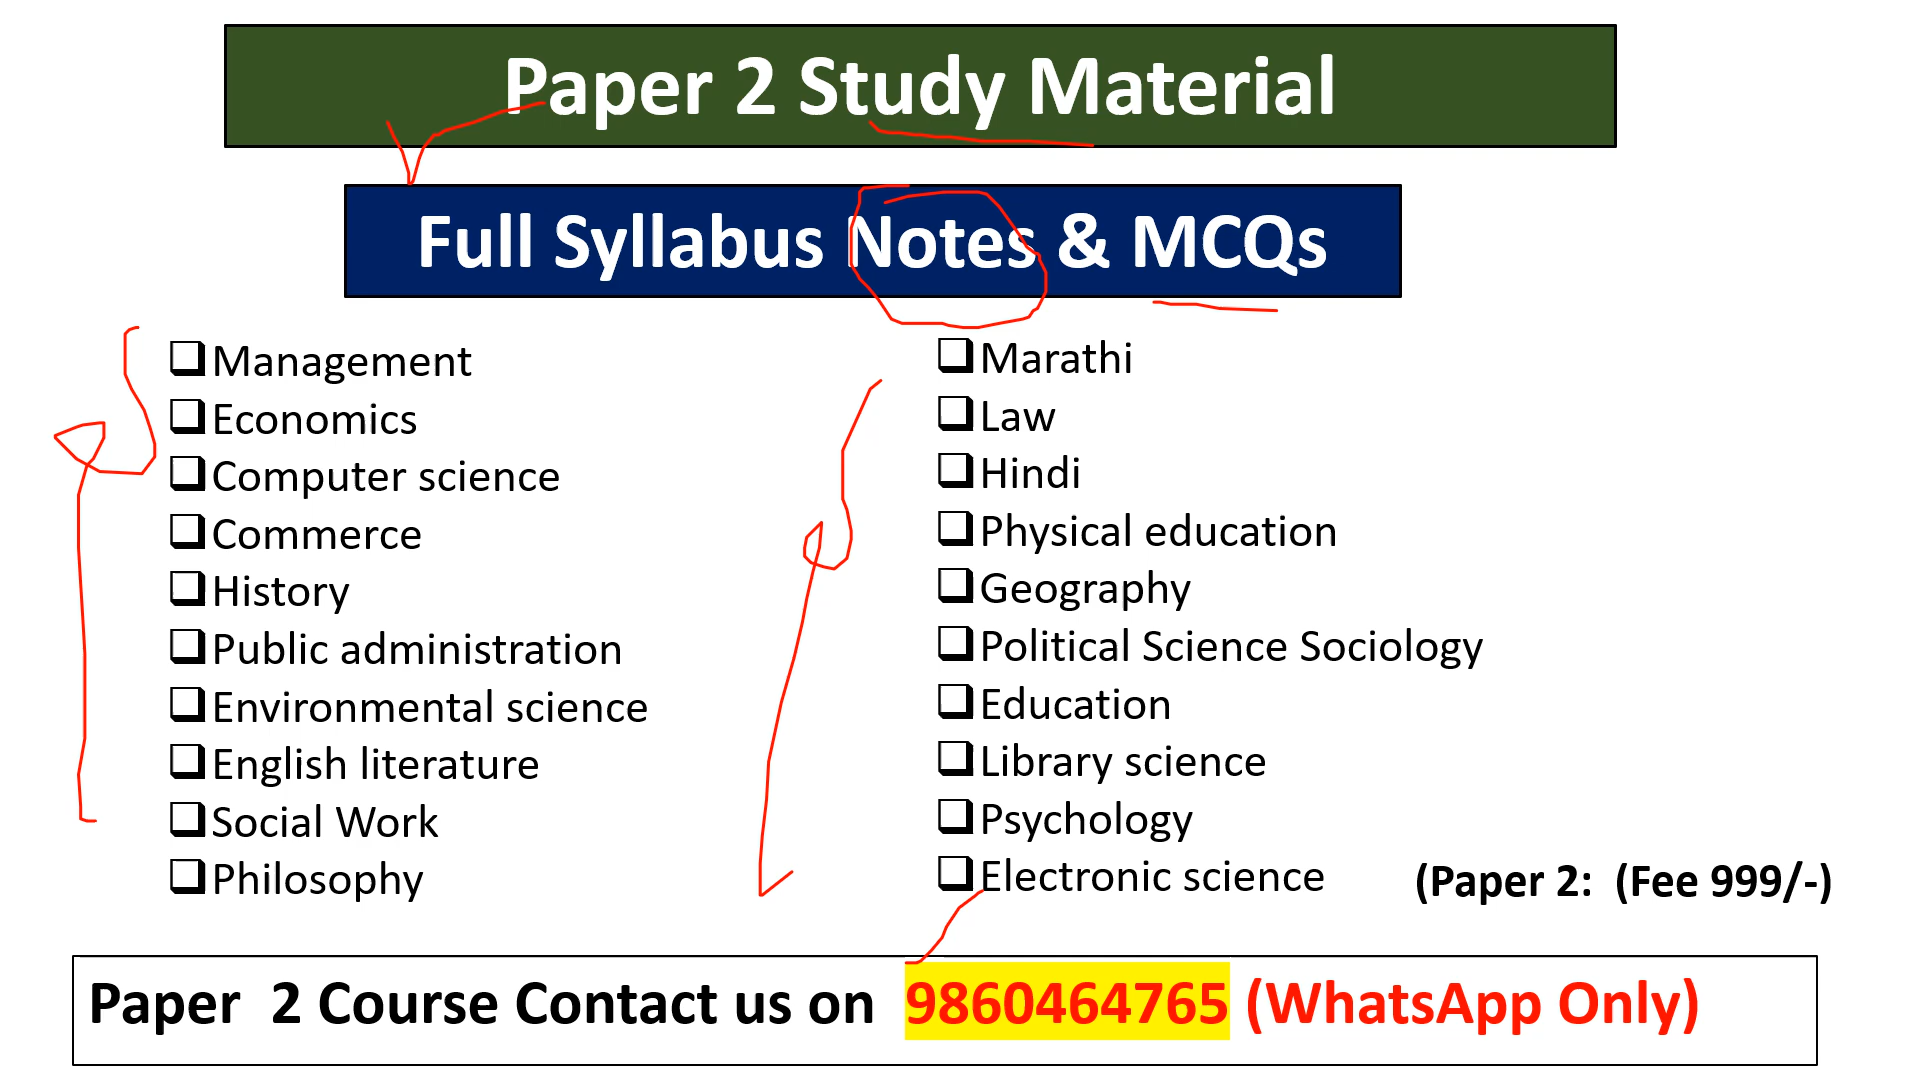 Paper 2 Study Material
Full Syllabus Notes & MCQs
Management
Economics
Computer science
Commerce
History
Public administration
Environmental science
English literature
Social Work
Philosophy
Marathi
Law
Hindi
Physical education
Geography
Political Science Sociology
Education
Library science
Psychology
Electronic science
(Paper 2: (Fee 999/-)
Paper 2 Course Contact us on 9860464765 (WhatsApp Only)